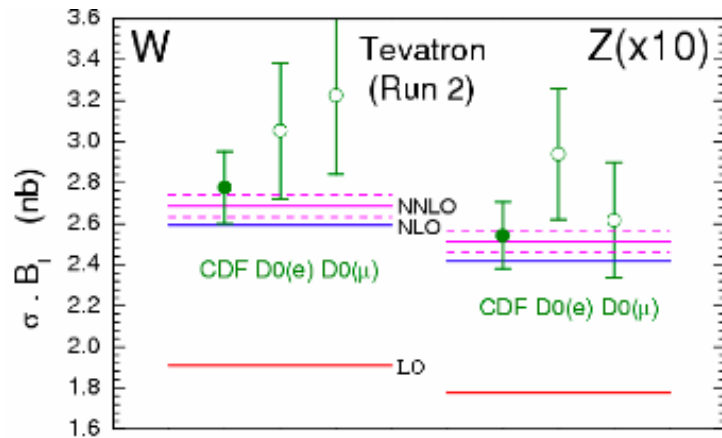 W
Tevatron
(Run 2)
Z(x10)
σ . B_l (nb)
3.6
3.4
3.2
3.0
2.8
2.6
2.4
2.2
2.0
1.8
1.6
NNLO
NLO
CDF D0(e) D0(μ)
CDF D0(e) D0(μ)
LO